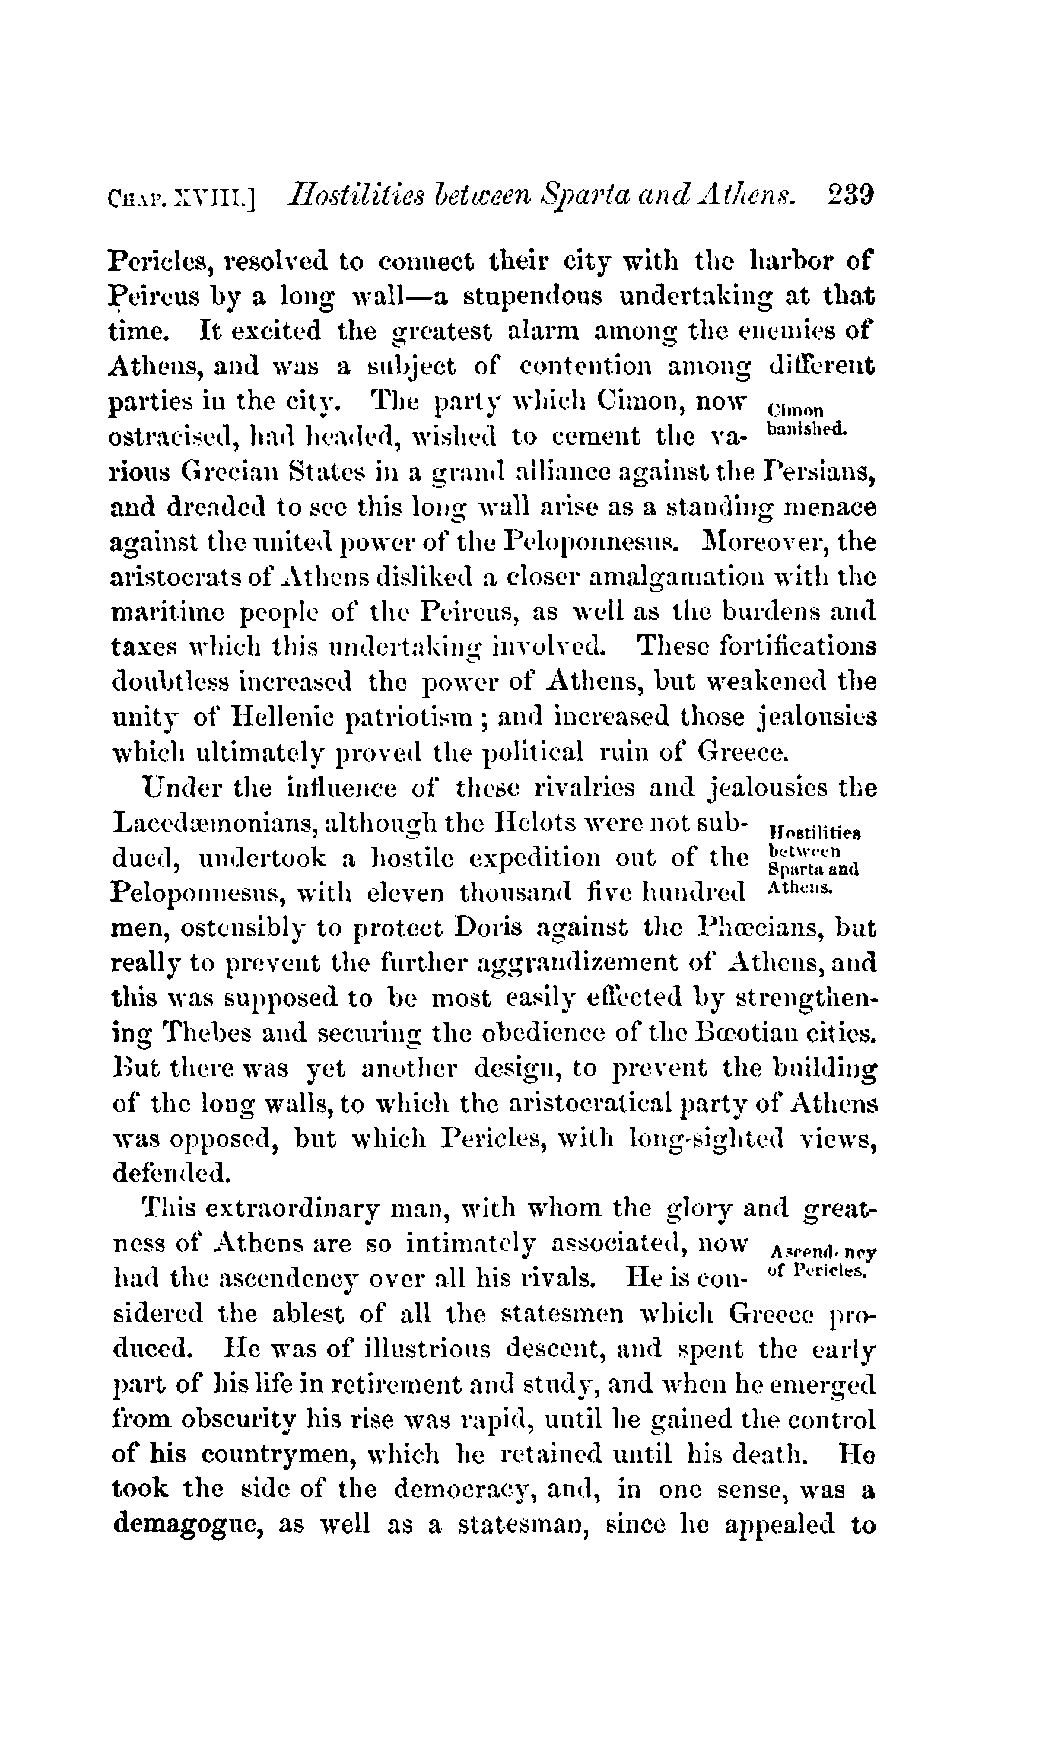 CHAP. XVIII.] Hostilities between Sparta and Athens. 239
Pericles, resolved to connect their city with the harbor of
Peireus by a long wall—a stupendous undertaking at that
time. It excited the greatest alarm among the enemies of
Athens, and was a subject of contention among different
parties in the city. The party which Cimon, now
Cimon
banished.
ostracised, had headed, wished to cement the va-
rious Grecian States in a grand alliance against the Persians,
and dreaded to see this long wall arise as a standing menace
against the united power of the Peloponnesus. Moreover, the
aristocrats of Athens disliked a closer amalgamation with the
maritime people of the Peireus, as well as the burdens and
taxes which this undertaking involved. These fortifications
doubtless increased the power of Athens, but weakened the
unity of Hellenic patriotism ; and increased those jealousies
which ultimately proved the political ruin of Greece.
Under the influence of these rivalries and jealousies the
Lacedæmonians, although the Helots were not sub-
dued, undertook a hostile expedition out of the
Peloponnesus, with eleven thousand five hundred
Hostilities
between
Sparta and
Athens.
men, ostensibly to protect Doris against the Phœcians, but
really to prevent the further aggrandizement of Athens, and
this was supposed to be most easily effected by strengthen-
ing Thebes and securing the obedience of the Bœotian cities.
But there was yet another design, to prevent the building
of the long walls, to which the aristocratical party of Athens
was opposed, but which Pericles, with long-sighted views,
defended.
This extraordinary man, with whom the glory and great-
ness of Athens are so intimately associated, now
had the ascendency over all his rivals. He is con-
Ascendency
of Pericles.
sidered the ablest of all the statesmen which Greece pro-
duced. He was of illustrious descent, and spent the early
part of his life in retirement and study, and when he emerged
from obscurity his rise was rapid, until he gained the control
of his countrymen, which he retained until his death. He
took the side of the democracy, and, in one sense, was a
demagogue, as well as a statesman, since he appealed to